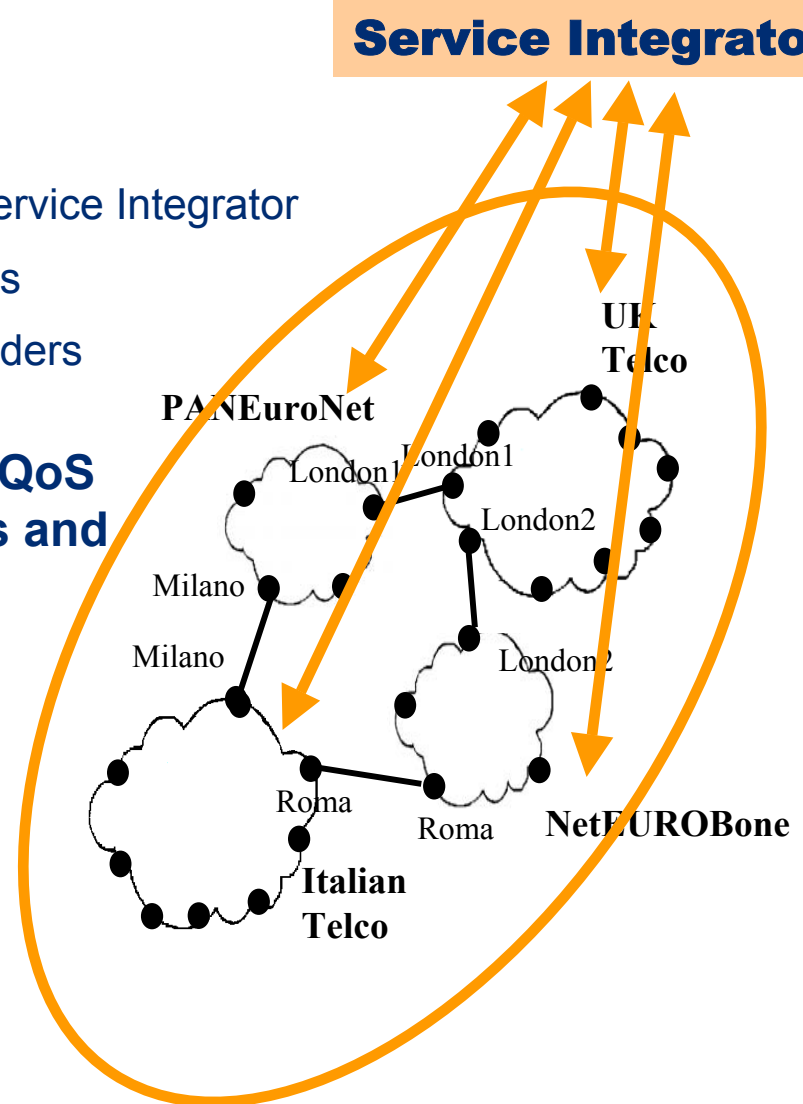 Service Integrato
ervice Integrator
s
ders
QoS
s and
UK
Telco
PANEuroNet
London1
London1
London2
Milano
Milano
London2
Roma
Roma
NetEUROBone
Italian
Telco